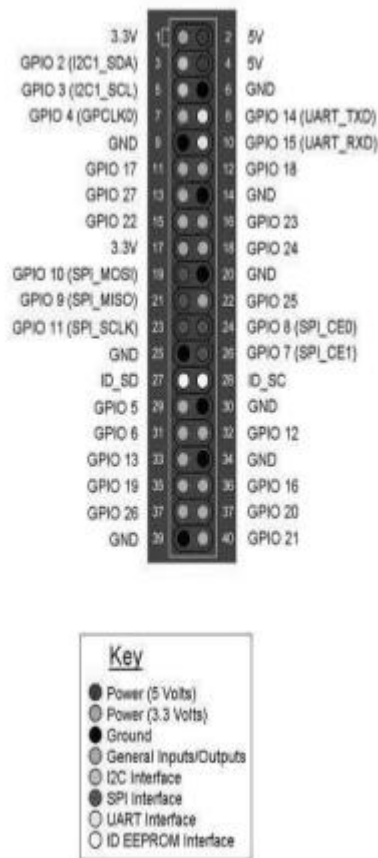 3.3V 1 2 5V
GPIO 2 (I2C1_SDA) 3 4 5V
GPIO 3 (I2C1_SCL) 5 6 GND
GPIO 4 (GPCLK0) 7 8 GPIO 14 (UART_TXD)
GND 9 10 GPIO 15 (UART_RXD)
GPIO 17 11 12 GPIO 18
GPIO 27 13 14 GND
GPIO 22 15 16 GPIO 23
3.3V 17 18 GPIO 24
GPIO 10 (SPI_MOSI) 19 20 GND
GPIO 9 (SPI_MISO) 21 22 GPIO 25
GPIO 11 (SPI_SCLK) 23 24 GPIO 8 (SPI_CE0)
GND 25 26 GPIO 7 (SPI_CE1)
ID_SD 27 28 ID_SC
GPIO 5 29 30 GND
GPIO 6 31 32 GPIO 12
GPIO 13 33 34 GND
GPIO 19 35 36 GPIO 16
GPIO 26 37 37 GPIO 20
GND 39 40 GPIO 21
Key
Power (5 Volts)
Power (3.3 Volts)
Ground
General Inputs/Outputs
I2C Interface
SPI Interface
UART Interface
ID EEPROM Interface